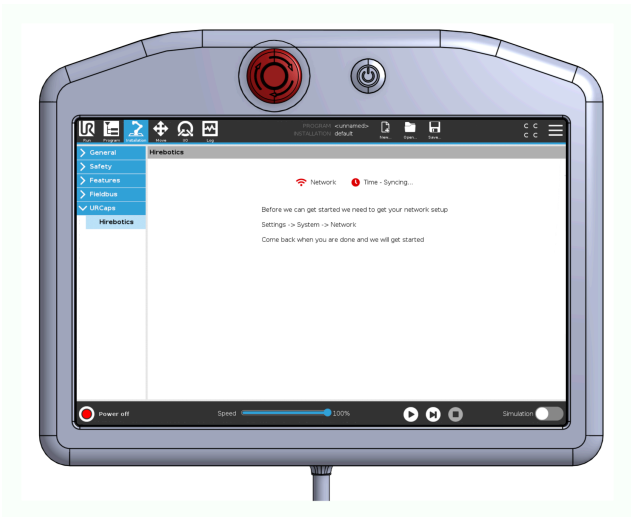 PROGRAM <unnamed>
INSTALLATION default
Run Program Installation Move I/O Log New... Open... Save...
C C
C C
General
Safety
Features
Fieldbus
URCaps
Hirebotics
Hirebotics
Network Time - Syncing...
Before we can get started we need to get your network setup
Settings -> System -> Network
Come back when you are done and we will get started
Power off Speed 100% Simulation